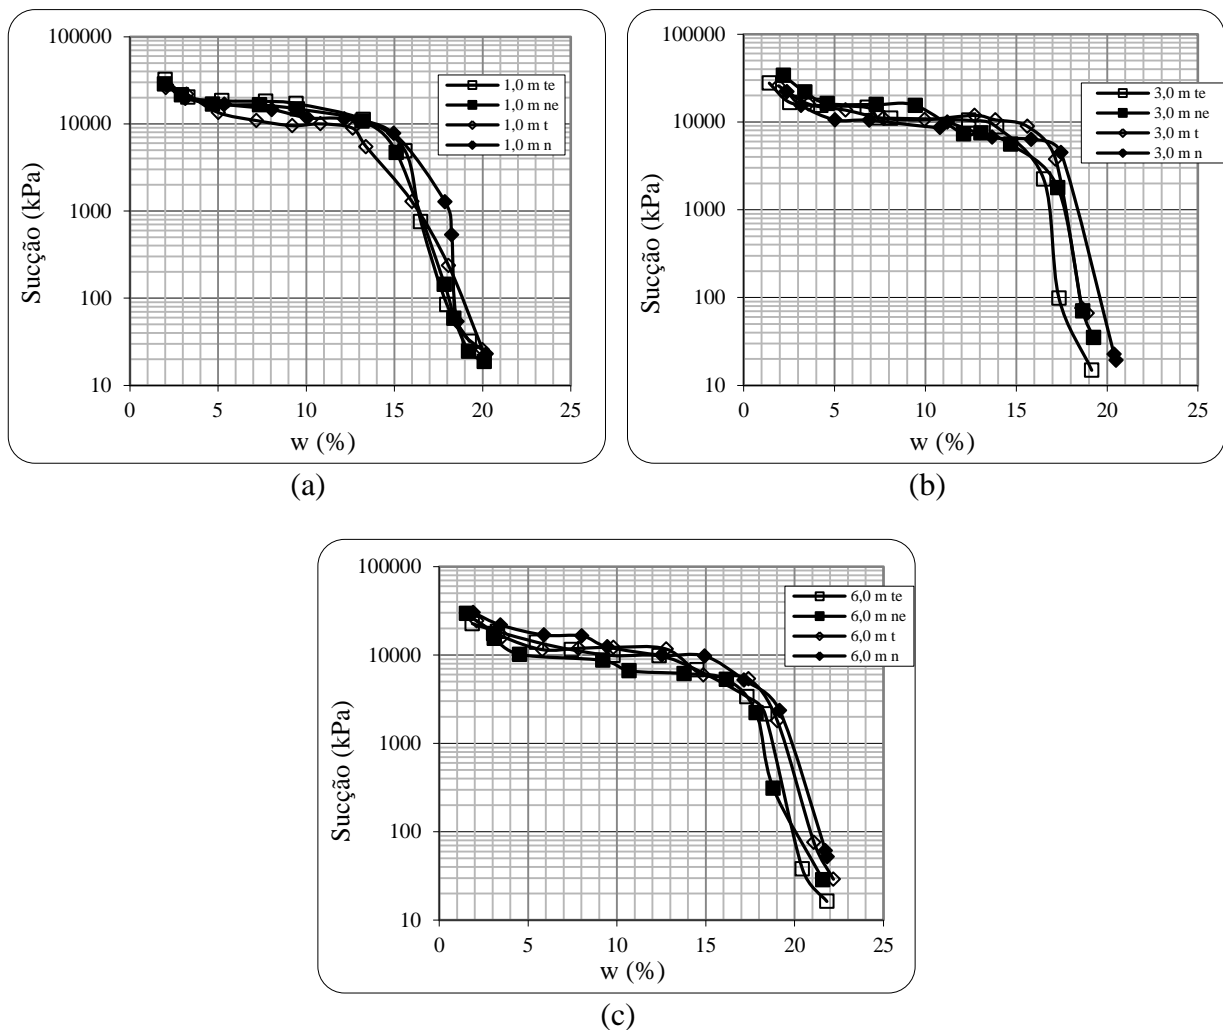 Sucção (kPa)
100000
10000
1000
100
10
0 5 10 15 20 25
w (%)
1,0 m te
1,0 m ne
1,0 m t
1,0 m n
(a)
Sucção (kPa)
100000
10000
1000
100
10
0 5 10 15 20 25
w (%)
3,0 m te
3,0 m ne
3,0 m t
3,0 m n
(b)
Sucção (kPa)
100000
10000
1000
100
10
0 5 10 15 20 25
w (%)
6,0 m te
6,0 m ne
6,0 m t
6,0 m n
(c)